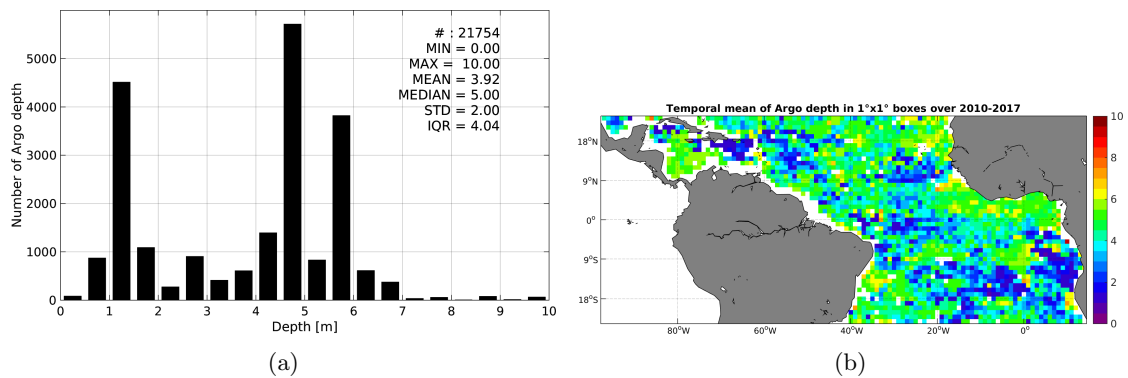 # : 21754
MIN = 0.00
MAX = 10.00
MEAN = 3.92
MEDIAN = 5.00
STD = 2.00
IQR = 4.04
Number of Argo depth
5000
4000
3000
2000
1000
0
0 1 2 3 4 5 6 7 8 9 10
Depth [m]
(a)
Temporal mean of Argo depth in 1°x1° boxes over 2010-2017
18°N
9°N
0°
9°S
18°S
80°W 60°W 40°W 20°W 0°
10
8
6
4
2
0
(b)